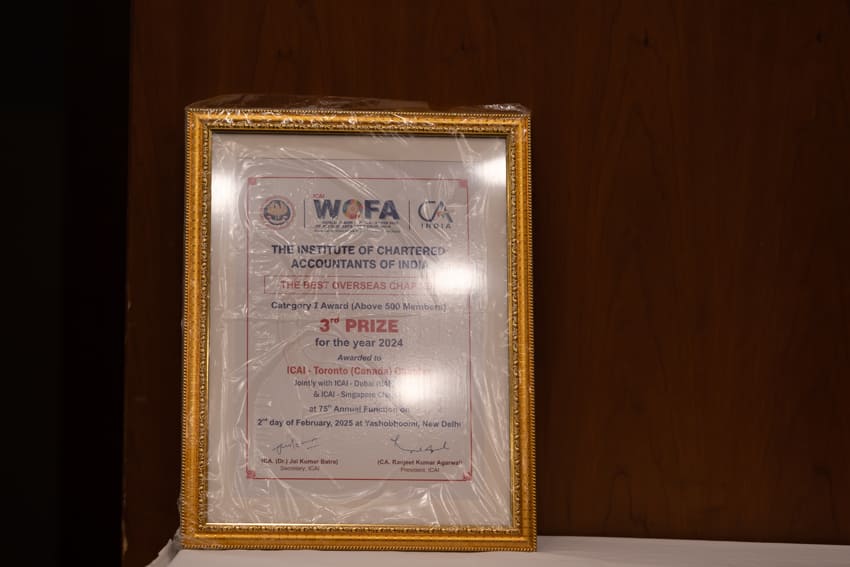 ICAI
WOFA
CA
INDIA
THE INSTITUTE OF CHARTERED
ACCOUNTANTS OF INDIA
THE BEST OVERSEAS
Category I Award (Above 500 Members)
3rd PRIZE
for the year 2024
Awarded to
ICAI - Toronto (Canada)
Jointly with ICAI - Dubai
& ICAI - Singapore
at 75th Annual Function on
2nd day of February, 2025 at Yashobhoomi, New Delhi
(CA. (Dr.) Jai Kumar Batra)
Secretary, ICAI
(CA. Ranjeet Kumar Agarwal)
President, ICAI